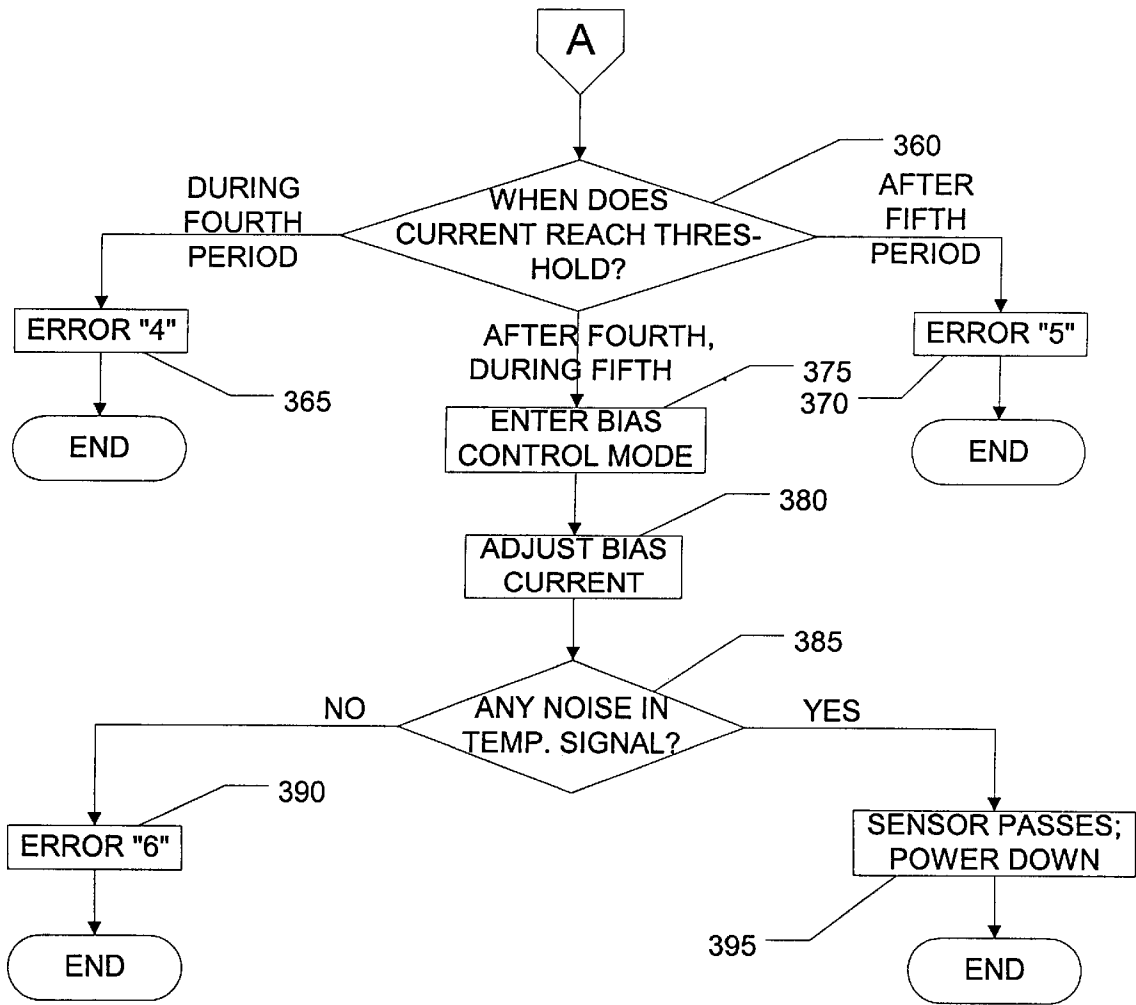 A
360
DURING
FOURTH
PERIOD
WHEN DOES
CURRENT REACH THRES-
HOLD?
AFTER
FIFTH
PERIOD
ERROR "4"
365
END
AFTER FOURTH,
DURING FIFTH
ERROR "5"
370
END
375
ENTER BIAS
CONTROL MODE
380
ADJUST BIAS
CURRENT
385
ANY NOISE IN
TEMP. SIGNAL?
NO
YES
390
ERROR "6"
END
SENSOR PASSES;
POWER DOWN
395
END